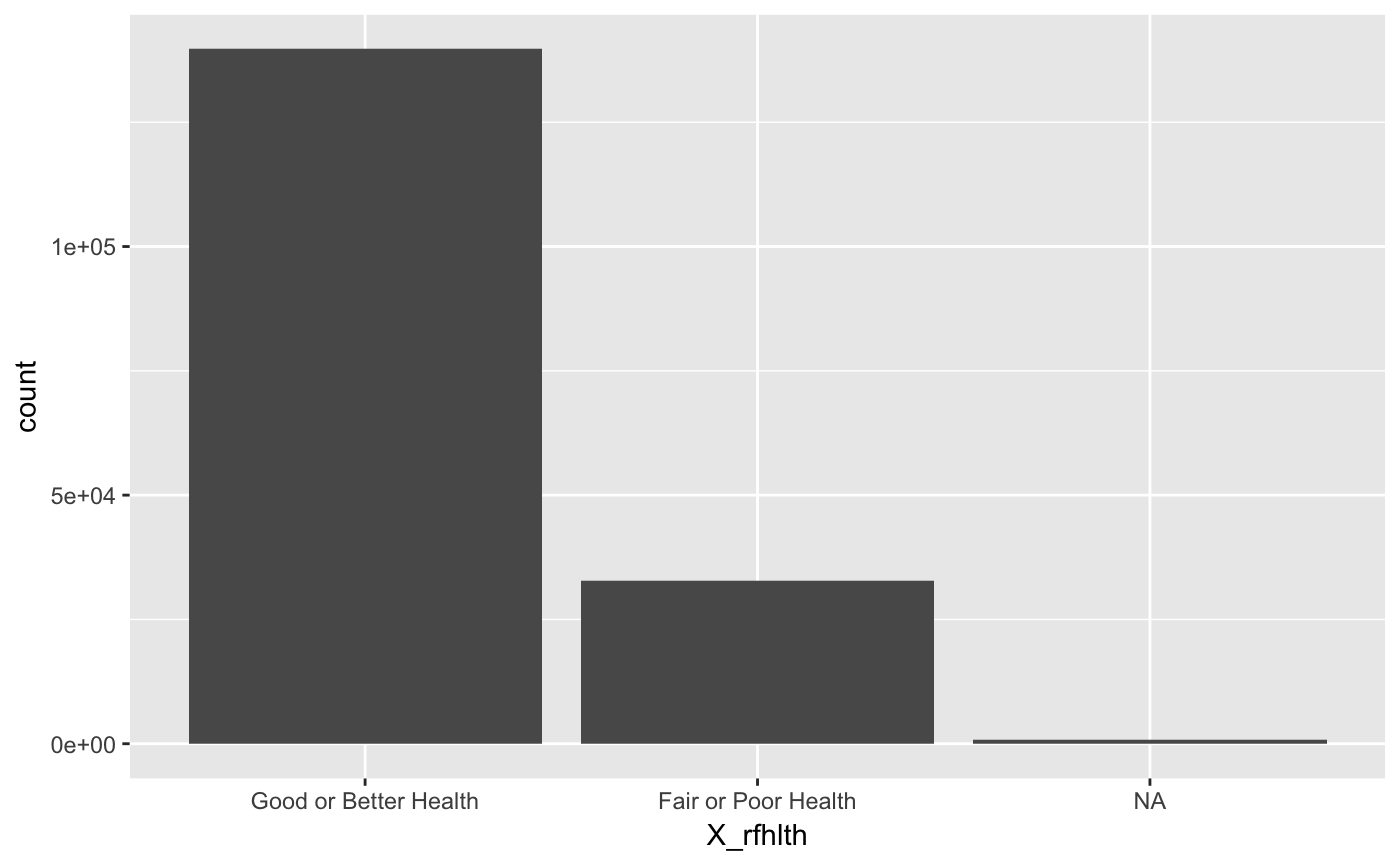 count
1e+05
5e+04
0e+00
Good or Better Health
Fair or Poor Health
NA
X_rfhlth